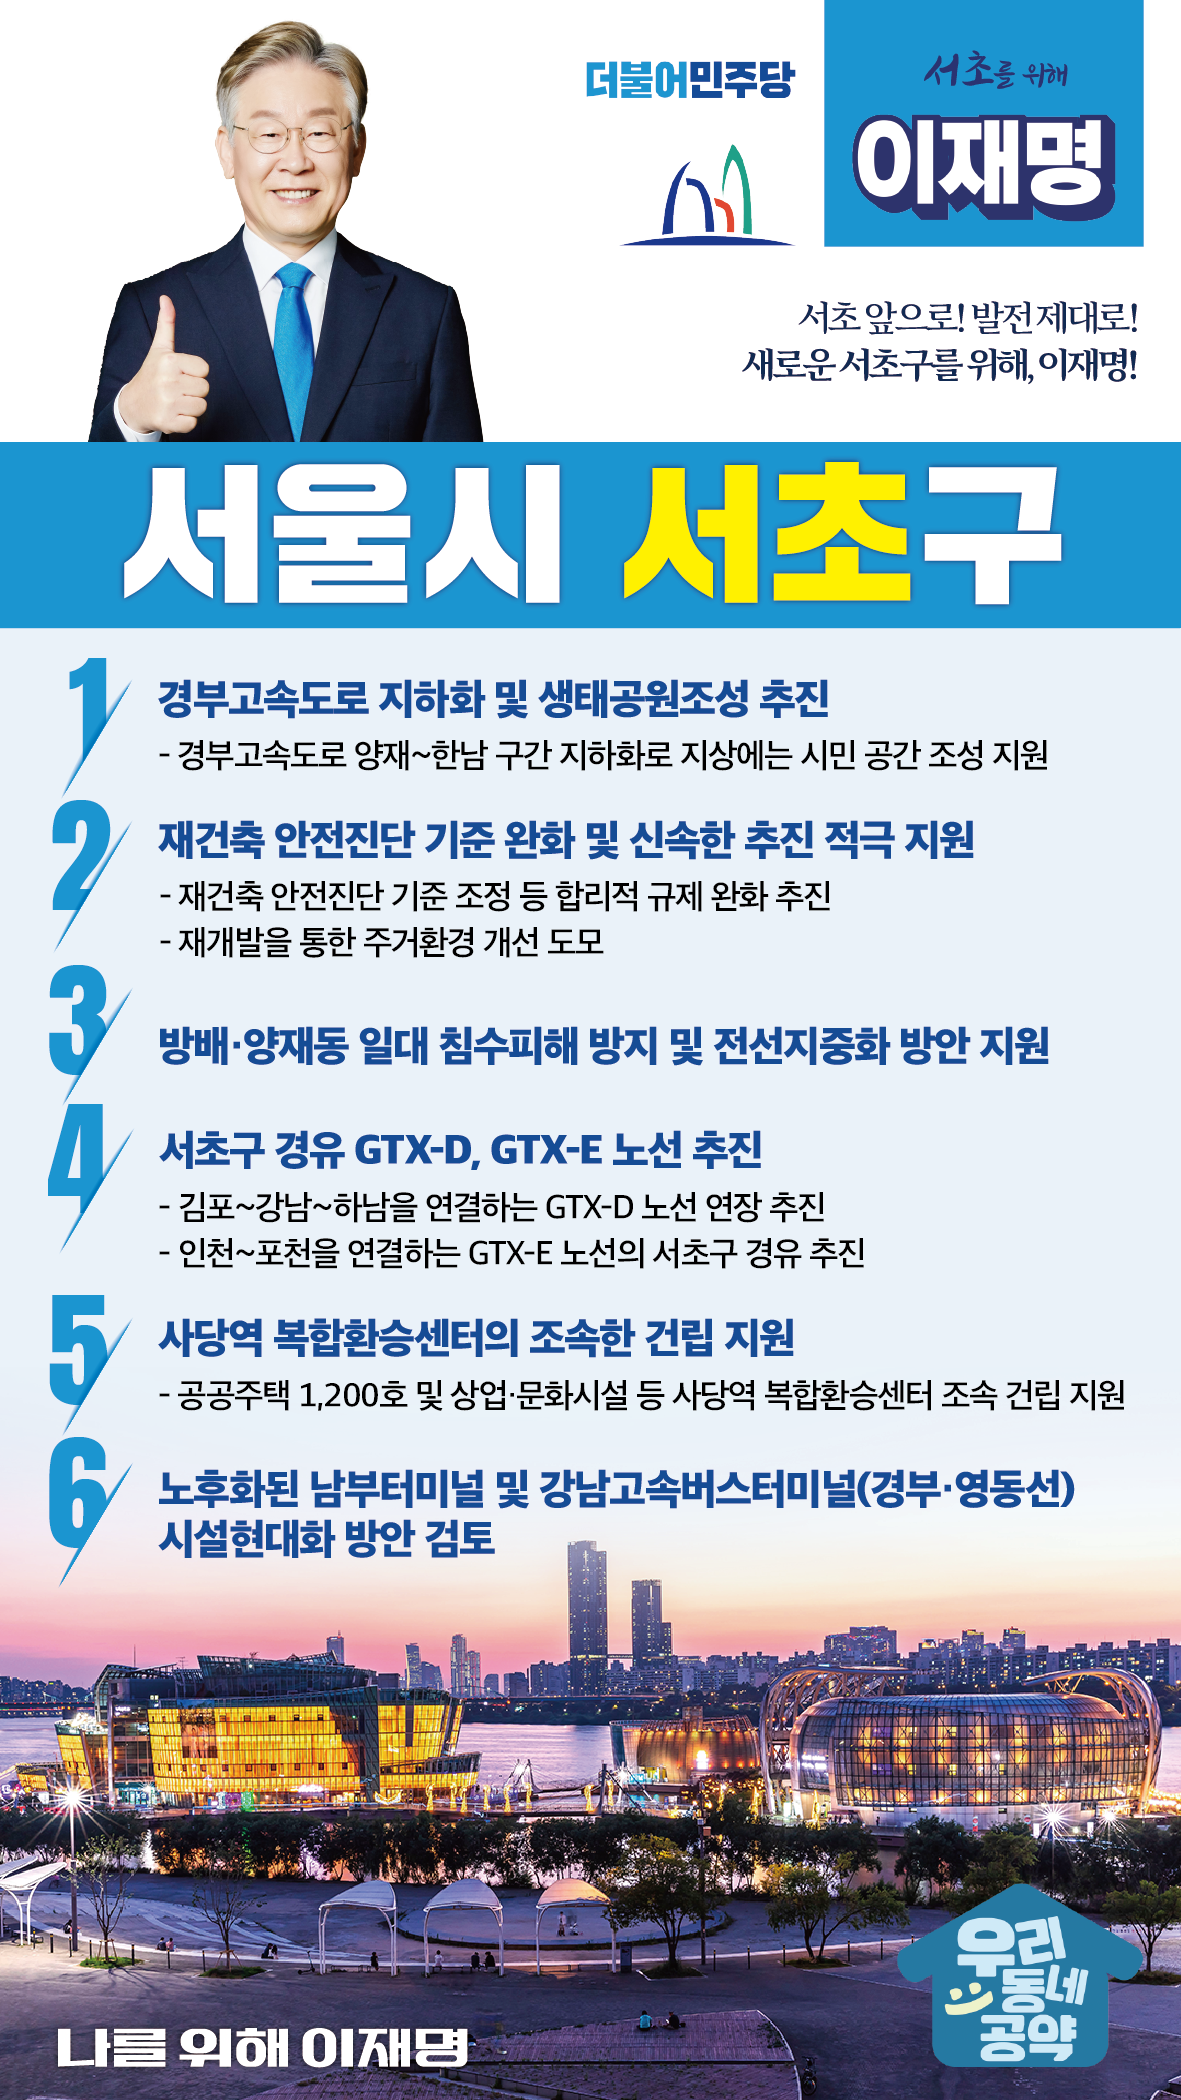 더불어민주당
서초를 위해
이재명
서초 앞으로! 발전 제대로!
새로운 서초구를 위해, 이재명!
서울시 서초구
1
경부고속도로 지하화 및 생태공원조성 추진
- 경부고속도로 양재~한남 구간 지하화로 지상에는 시민 공간 조성 지원
2
재건축 안전진단 기준 완화 및 신속한 추진 적극 지원
- 재건축 안전진단 기준 조정 등 합리적 규제 완화 추진
- 재개발을 통한 주거환경 개선 도모
3
방배·양재동 일대 침수피해 방지 및 전선지중화 방안 지원
4
서초구 경유 GTX-D, GTX-E 노선 추진
- 김포~강남~하남을 연결하는 GTX-D 노선 연장 추진
- 인천~포천을 연결하는 GTX-E 노선의 서초구 경유 추진
5
사당역 복합환승센터의 조속한 건립 지원
- 공공주택 1,200호 및 상업·문화시설 등 사당역 복합환승센터 조속 건립 지원
6
노후화된 남부터미널 및 강남고속버스터미널(경부·영동선)
시설현대화 방안 검토
우리
동네
공약
나를 위해 이재명